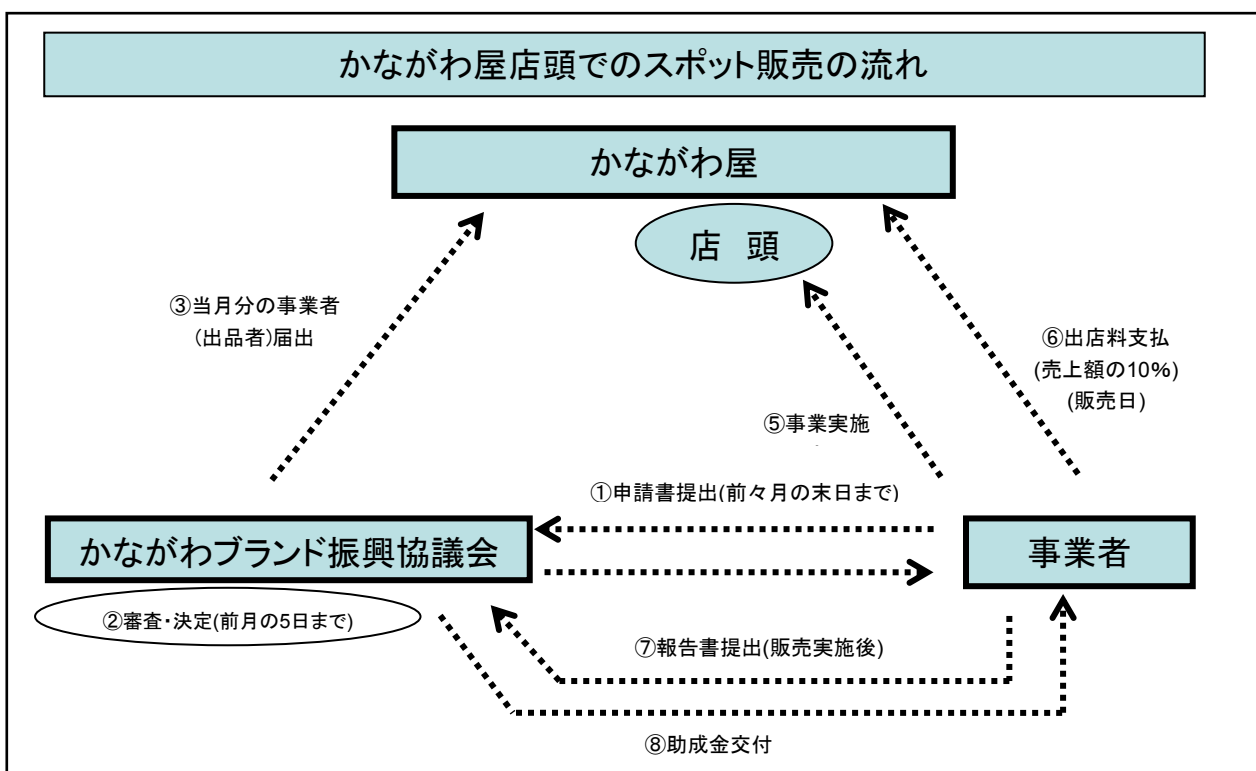 かながわ屋店頭でのスポット販売の流れ
かながわ屋
店　頭
③当月分の事業者
(出品者)届出
⑥出店料支払
(売上額の10%)
(販売日)
⑤事業実施
①申請書提出(前々月の末日まで)
かながわブランド振興協議会
事業者
②審査・決定(前月の5日まで)
⑦報告書提出(販売実施後)
⑧助成金交付